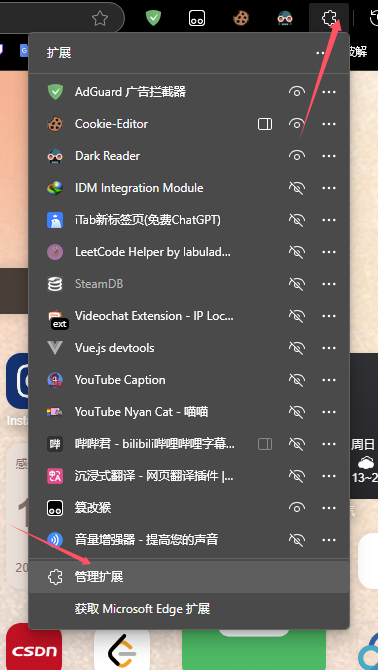 破解
扩展
AdGuard 广告拦截器
Cookie-Editor
Dark Reader
IDM Integration Module
iTab新标签页(免费ChatGPT)
LeetCode Helper by labulad...
SteamDB
Videochat Extension - IP Loc...
ext
Vue.js devtools
YouTube Caption
YouTube Nyan Cat - 喵喵
哔哔君 - bilibili哔哩哔哩字幕...
沉浸式翻译 - 网页翻译插件 |...
篡改猴
音量增强器 - 提高您的声音
管理扩展
获取 Microsoft Edge 扩展
Insta
周日
13~2
感
20
CSDN